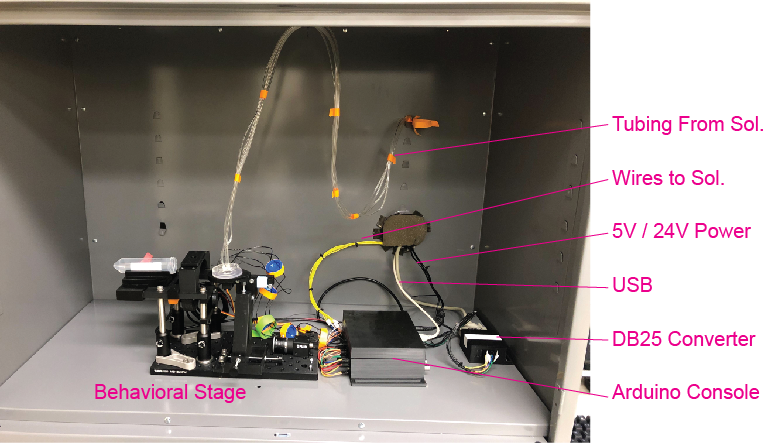 Tubing From Sol.
Wires to Sol.
5V / 24V Power
USB
DB25 Converter
Arduino Console
Behavioral Stage